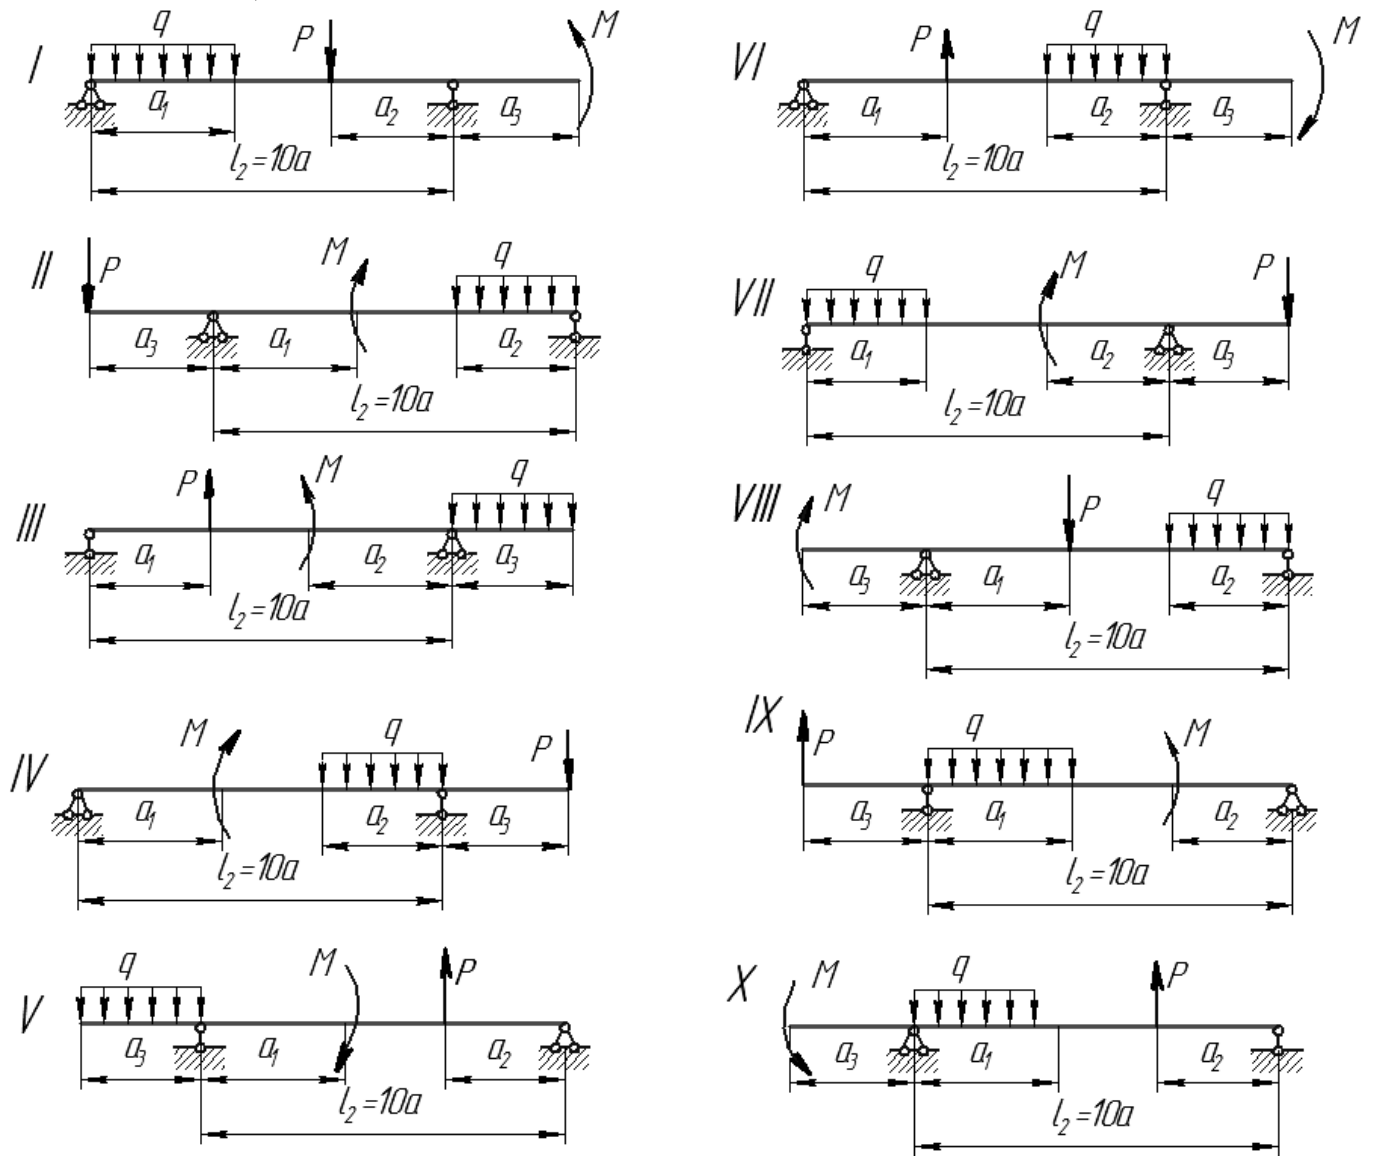 I q P M
a₁ a₂ a₃
l₂=10a
II P M q
a₃ a₁ a₂
l₂=10a
III P M q
a₁ a₂ a₃
l₂=10a
IV M q P
a₁ a₂ a₃
l₂=10a
V q M P
a₃ a₁ a₂
l₂=10a
VI P q M
a₁ a₂ a₃
l₂=10a
VII q M P
a₁ a₂ a₃
l₂=10a
VIII M P q
a₃ a₁ a₂
l₂=10a
IX P q M
a₃ a₁ a₂
l₂=10a
X M q P
a₃ a₁ a₂
l₂=10a